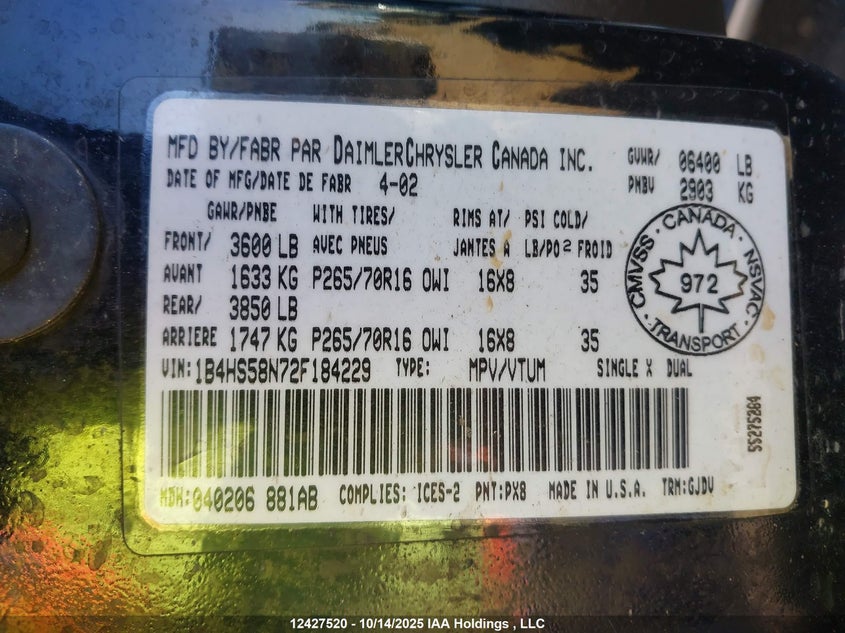 MFD BY/FABR PAR DAIMLERCHRYSLER CANADA INC. GVWR/ 06400 LB
DATE OF MFG/DATE DE FABR 4-02 PNBV 2903 KG
GAWR/PNBE WITH TIRES/ RIMS AT/ PSI COLD/
FRONT/ 3600 LB AVEC PNEUS JANTES A LB/PO2 FROID
AVANT 1633 KG P265/70R16 OWI 16X8 35
REAR/ 3850 LB
ARRIERE 1747 KG P265/70R16 OWI 16X8 35
CMVSS · CANADA · NSVAC · TRANSPORT ·
972
VIN: 1B4HS58N72F184229 TYPE: MPV/VTUM SINGLE X DUAL
55275884
MDH: 040206 881AB COMPLIES: ICES-2 PNT:PX8 MADE IN U.S.A. TRM:GJDV
12427520 - 10/14/2025 IAA Holdings , LLC